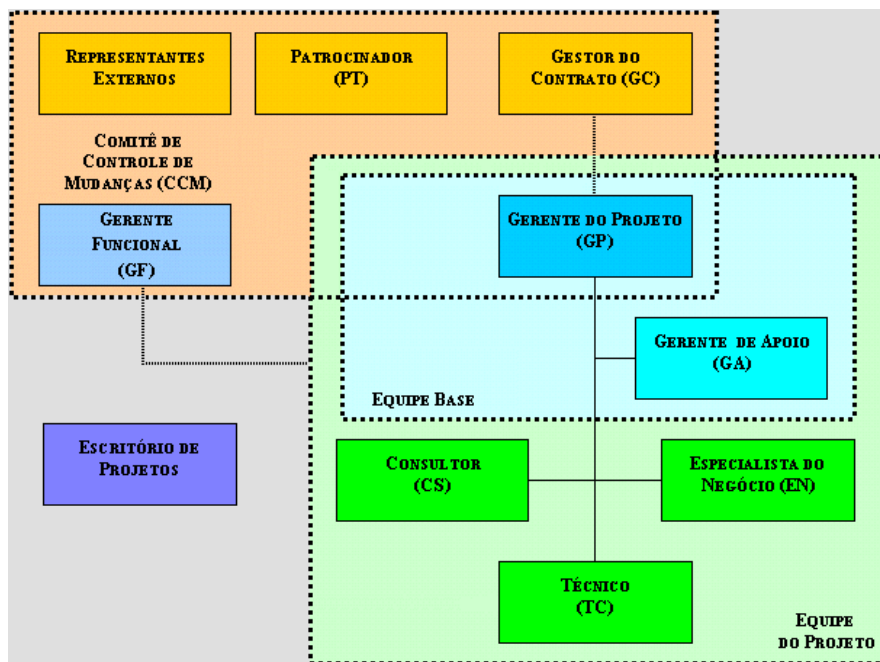 Representantes
Externos
Patrocinador
(PT)
Gestor do
Contrato (GC)
Comitê de
Controle de
Mudanças (CCM)
Gerente
Funcional
(GF)
Gerente do Projeto
(GP)
Gerente de Apoio
(GA)
Equipe Base
Escritório de
Projetos
Consultor
(CS)
Especialista do
Negócio (EN)
Técnico
(TC)
Equipe
do Projeto